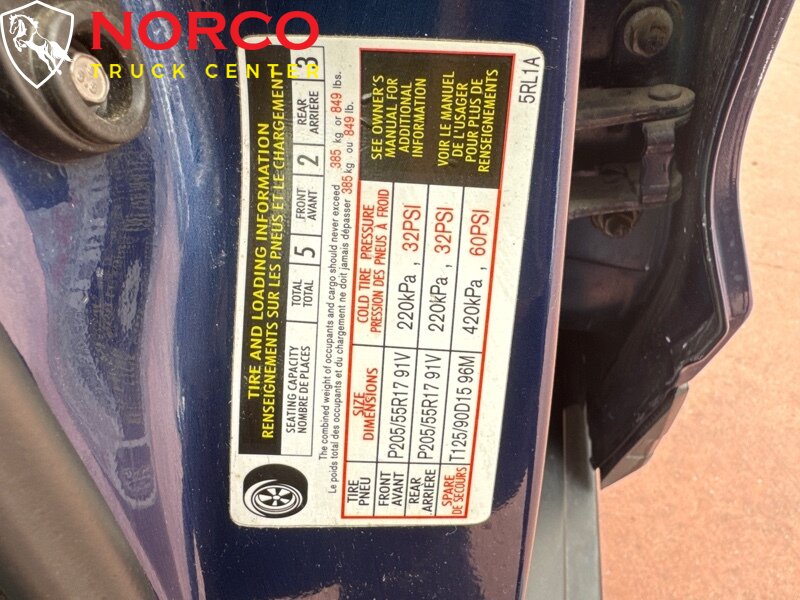 NORCO
TRUCK CENTER
TIRE AND LOADING INFORMATION
RENSEIGNEMENTS SUR LES PNEUS ET LE CHARGEMENT
SEATING CAPACITY
NOMBRE DE PLACES
TOTAL
TOTAL
5
FRONT
AVANT
2
REAR
ARRIÈRE
3
The combined weight of occupants and cargo should never exceed 385 kg or 849 lbs.
Le poids total des occupants et du chargement ne doit jamais dépasser 385 kg ou 849 lb.
TIRE
PNEU
SIZE
DIMENSIONS
COLD TIRE PRESSURE
PRESSION DES PNEUS À FROID
SEE OWNER'S
MANUAL FOR
ADDITIONAL
INFORMATION
VOIR LE MANUEL
DE L'USAGER
POUR PLUS DE
RENSEIGNEMENTS
FRONT
AVANT
P205/55R17 91V
220kPa , 32PSI
REAR
ARRIÈRE
P205/55R17 91V
220kPa , 32PSI
SPARE
DE SECOURS
T125/90D15 96M
420kPa , 60PSI
5RL1A